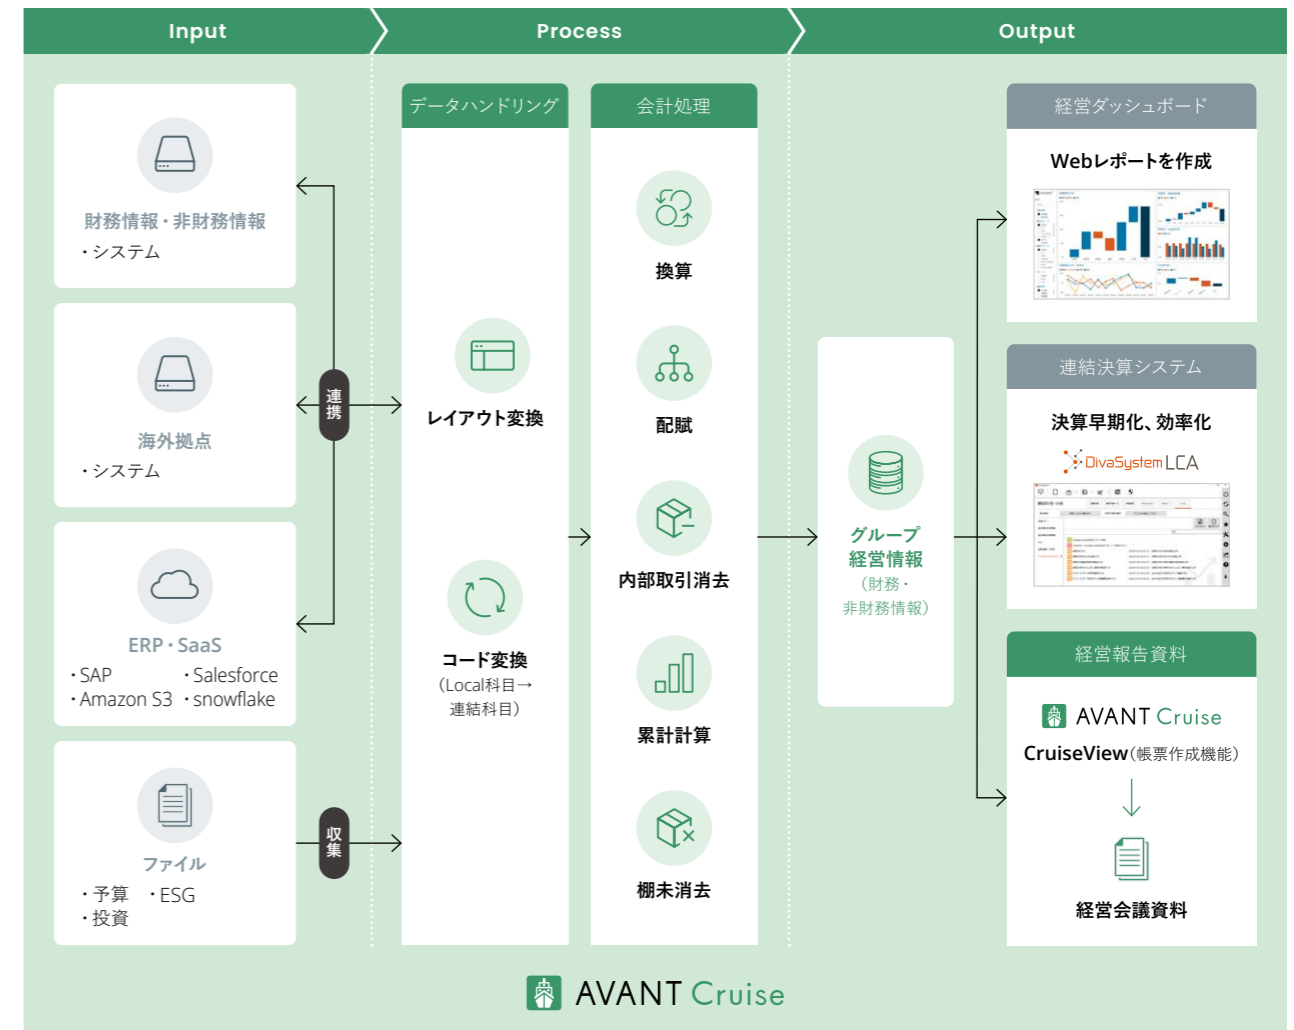 Input
Process
Output
財務情報・非財務情報
・システム
海外拠点
・システム
ERP・SaaS
・SAP
・Salesforce
・Amazon S3
・snowflake
ファイル
・予算
・ESG
・投資
連携
収集
データハンドリング
レイアウト変換
コード変換
（Local科目→
連結科目）
会計処理
換算
配賦
内部取引消去
累計計算
棚未消去
グループ
経営情報
（財務・
非財務情報）
経営ダッシュボード
Webレポートを作成
連結決算システム
決算早期化、効率化
DivaSystem LCA
経営報告資料
AVANT Cruise
CruiseView（帳票作成機能）
経営会議資料
AVANT Cruise